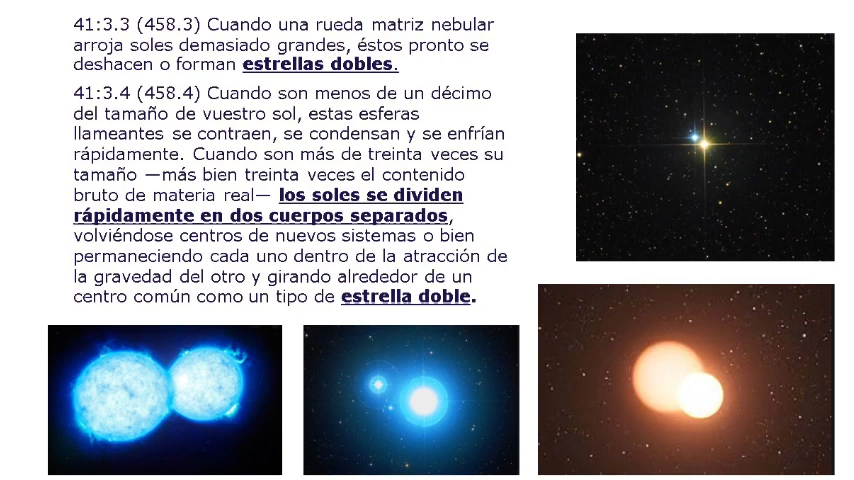 41:3.3 (458.3) Cuando una rueda matriz nebular
arroja soles demasiado grandes, éstos pronto se
deshacen o forman estrellas dobles.
41:3.4 (458.4) Cuando son menos de un décimo
del tamaño de vuestro sol, estas esferas
llameantes se contraen, se condensan y se enfrían
rápidamente. Cuando son más de treinta veces su
tamaño —más bien treinta veces el contenido
bruto de materia real— los soles se dividen
rápidamente en dos cuerpos separados,
volviéndose centros de nuevos sistemas o bien
permaneciendo cada uno dentro de la atracción de
la gravedad del otro y girando alrededor de un
centro común como un tipo de estrella doble.